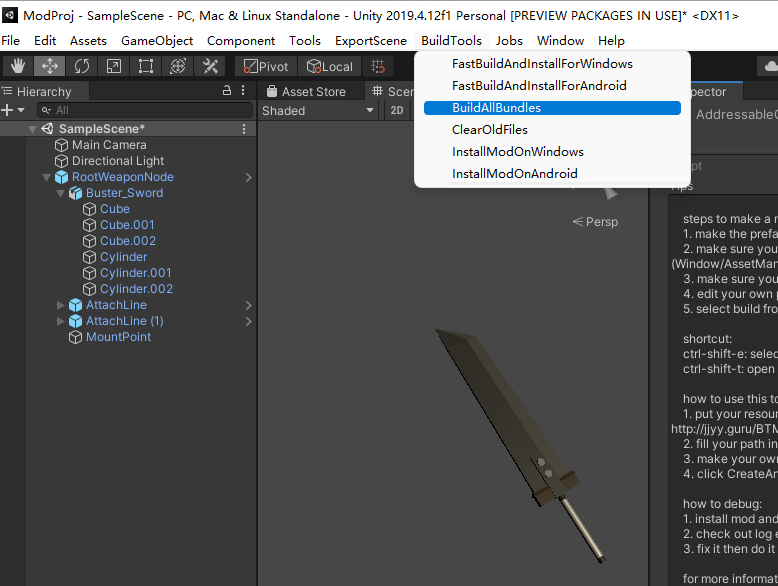 ModProj - SampleScene - PC, Mac & Linux Standalone - Unity 2019.4.12f1 Personal [PREVIEW PACKAGES IN USE]* <DX11>
File Edit Assets GameObject Component Tools ExportScene BuildTools Jobs Window Help
Pivot Local
FastBuildAndInstallForWindows
FastBuildAndInstallForAndroid
BuildAllBundles
ClearOldFiles
InstallModOnWindows
InstallModOnAndroid
Hierarchy
All
SampleScene*
Main Camera
Directional Light
RootWeaponNode
Buster_Sword
Cube
Cube.001
Cube.002
Cylinder
Cylinder.001
Cylinder.002
AttachLine
AttachLine (1)
MountPoint
Asset Store
Shaded 2D
Persp
Addressable
steps to make a
1. make the prefa
2. make sure you
(Window/AssetMan
3. make sure you
4. edit your own
5. select build fro
shortcut:
ctrl-shift-e: selec
ctrl-shift-t: open
how to use this to
1. put your resour
http://jjyy.guru/BTM
2. fill your path in
3. make your own
4. click CreateAn
how to debug:
1. install mod and
2. check out log
3. fix it then do it
for more informat